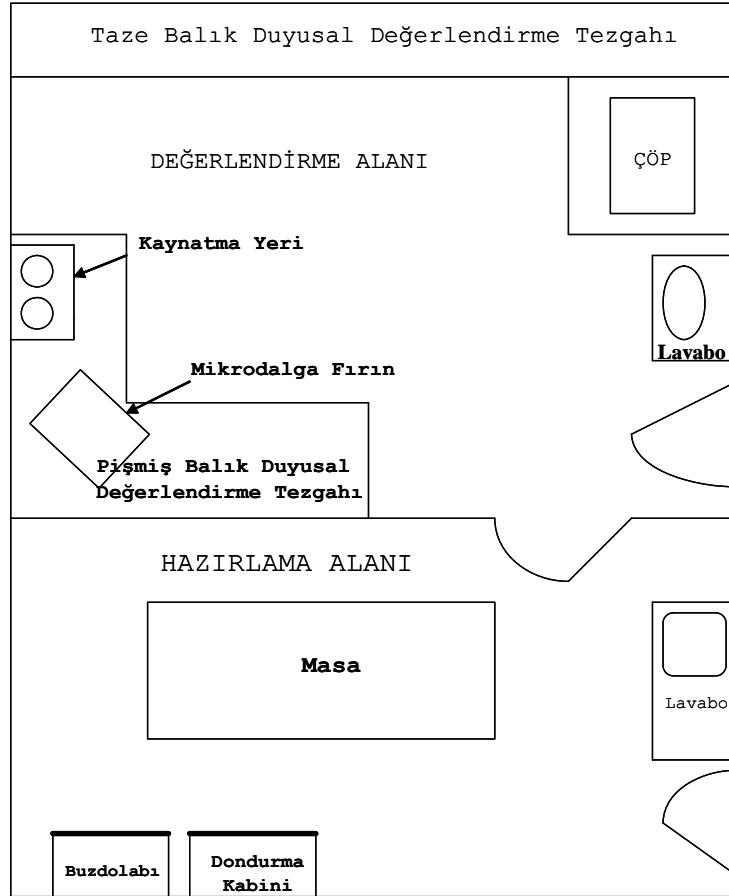 Taze Balık Duyusal Değerlendirme Tezgahı
DEĞERLENDİRME ALANI
ÇÖP
Kaynatma Yeri
Lavabo
Mikrodalga Fırın
Pişmiş Balık Duyusal
Değerlendirme Tezgahı
HAZIRLAMA ALANI
Masa
Lavabo
Buzdolabı
Dondurma
Kabini